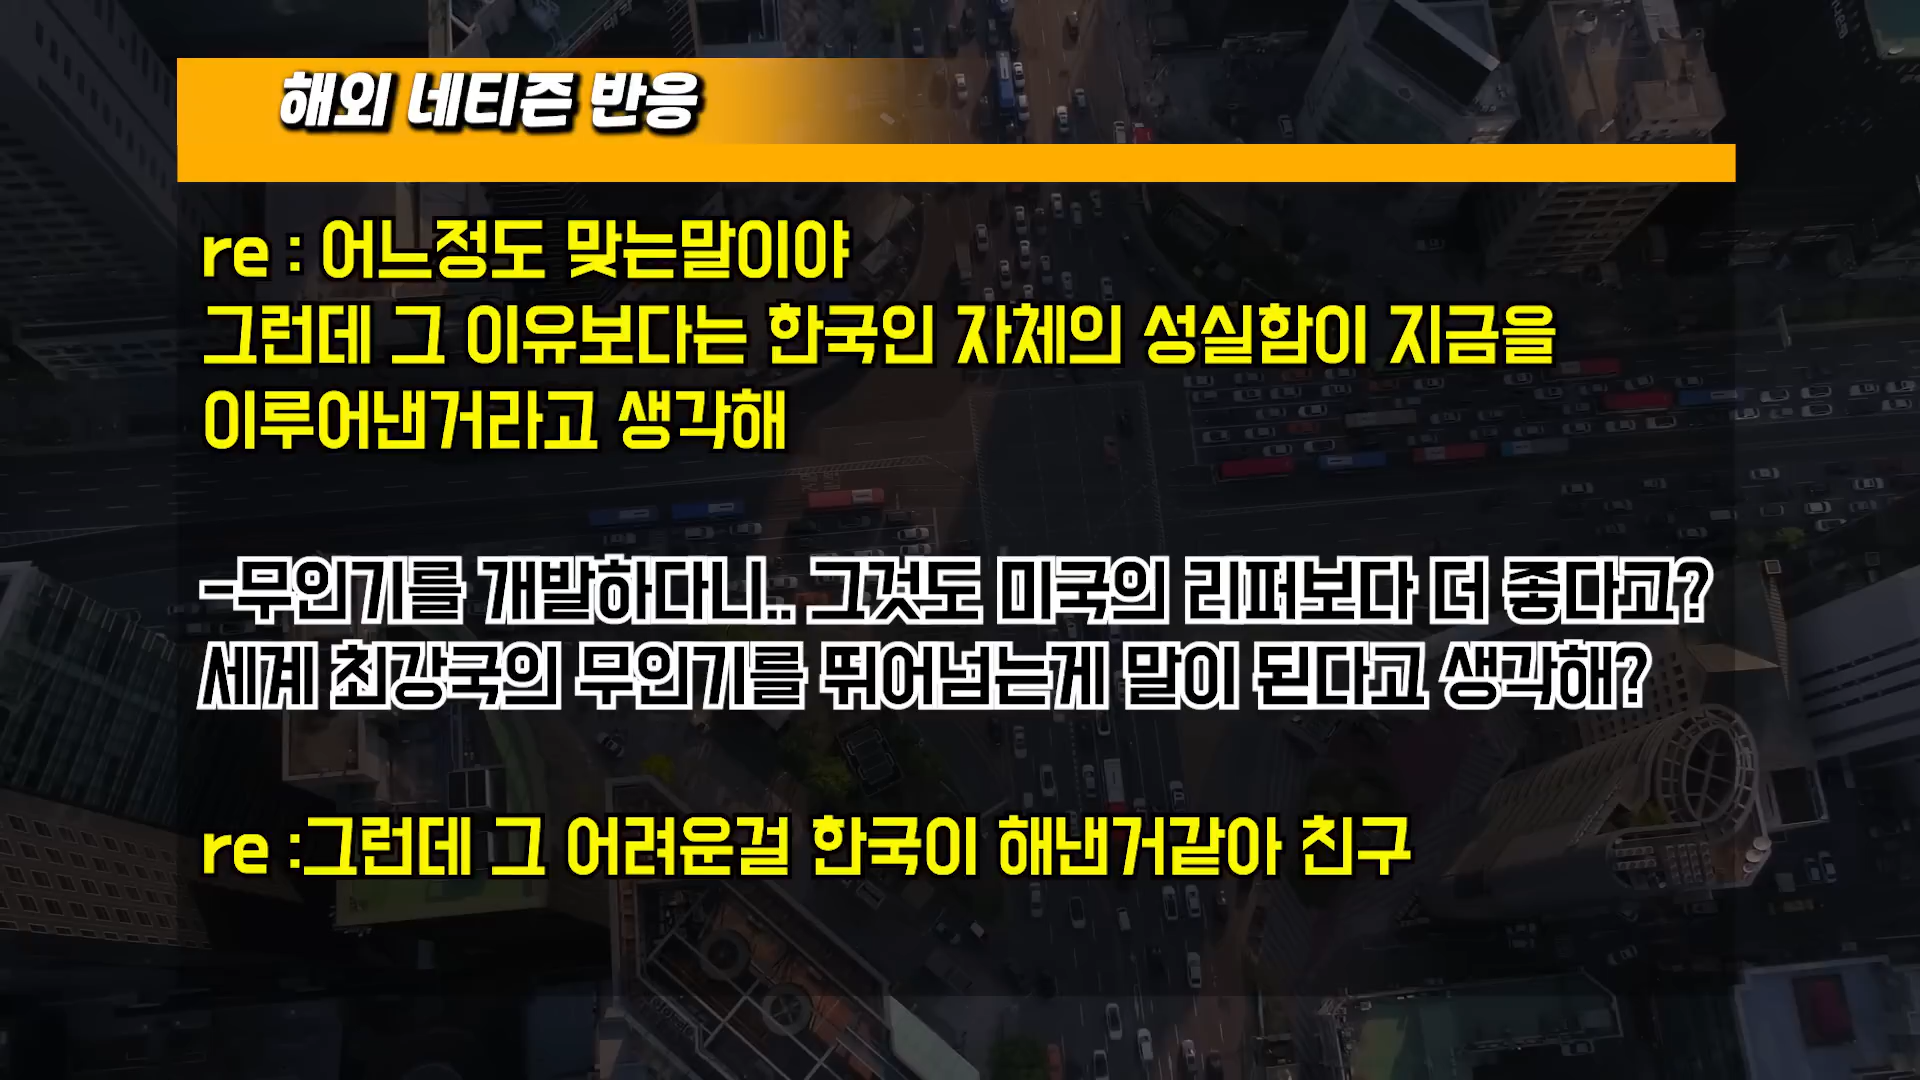 해외 네티즌 반응
re : 어느정도 맞는말이야
그런데 그 이유보다는 한국인 자체의 성실함이 지금을
이루어낸거라고 생각해
-무인기를 개발하다니.. 그것도 미국의 리퍼보다 더 좋다고?
세계 최강국의 무인기를 뛰어넘는게 말이 된다고 생각해?
re :그런데 그 어려운걸 한국이 해낸거같아 친구